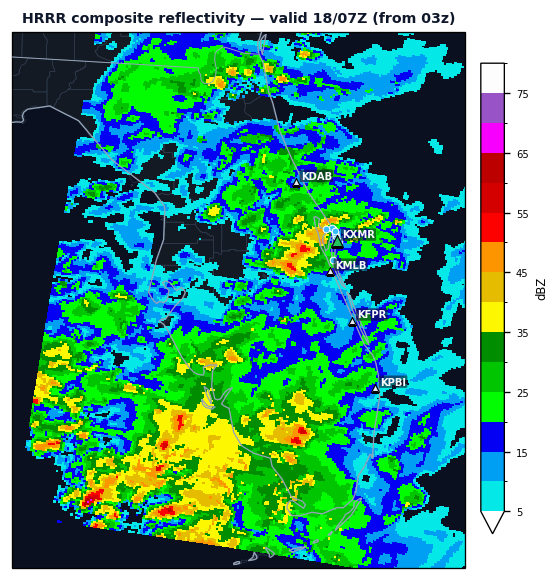 HRRR composite reflectivity — valid 18/07Z (from 03z)
KDAB
KXMR
KMLB
KFPR
KPBI
75
65
55
45
35
25
15
5
dBZ